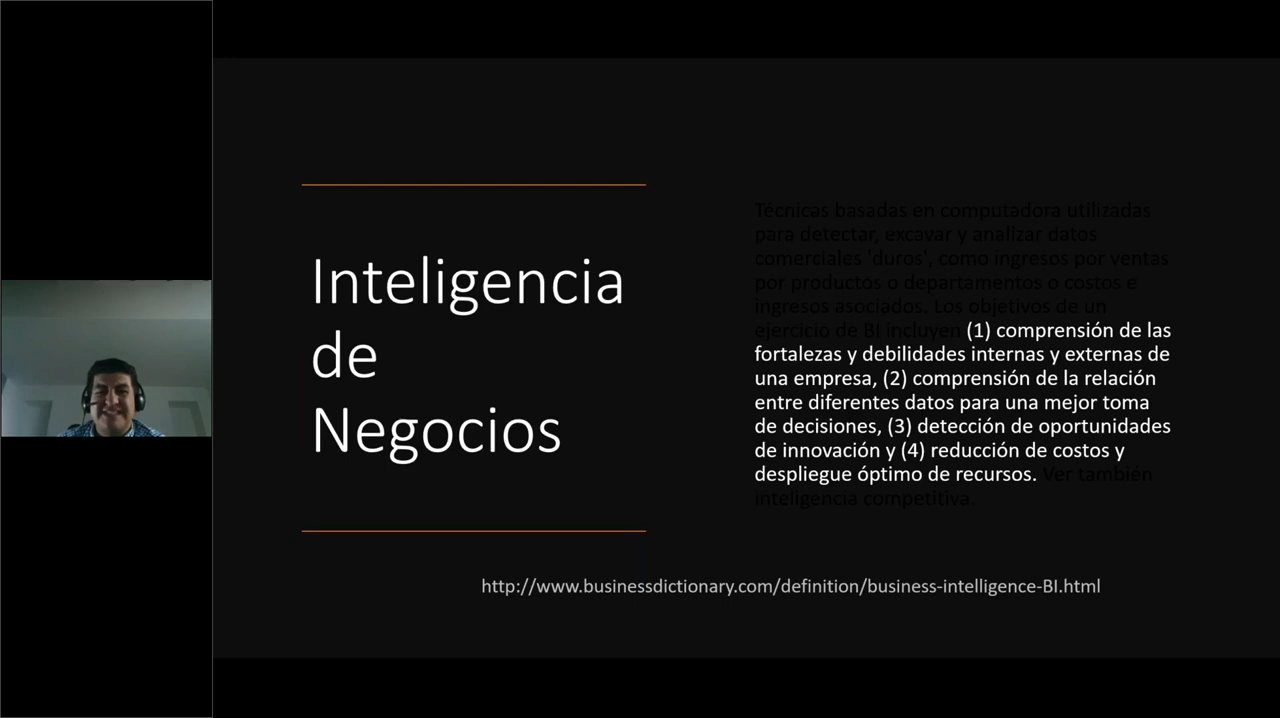 Inteligencia
de
Negocios
Técnicas basadas en computadora utilizadas
para detectar, excavar y analizar datos
comerciales 'duros', como ingresos por ventas
por productos o departamentos o costos e
ingresos asociados. Los objetivos de un
ejercicio de BI incluyen (1) comprensión de las
fortalezas y debilidades internas y externas de
una empresa, (2) comprensión de la relación
entre diferentes datos para una mejor toma
de decisiones, (3) detección de oportunidades
de innovación y (4) reducción de costos y
despliegue óptimo de recursos. Ver también
inteligencia competitiva.
http://www.businessdictionary.com/definition/business-intelligence-BI.html